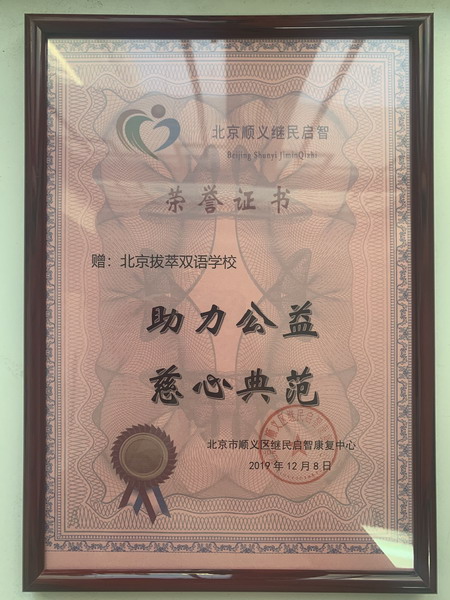 北京顺义继民启智
Beijing Shunyi JiminQizhi
荣誉证书
赠：北京拔萃双语学校
助力公益
慈心典范
北京市顺义区继民启智康复中心
2019年12月8日